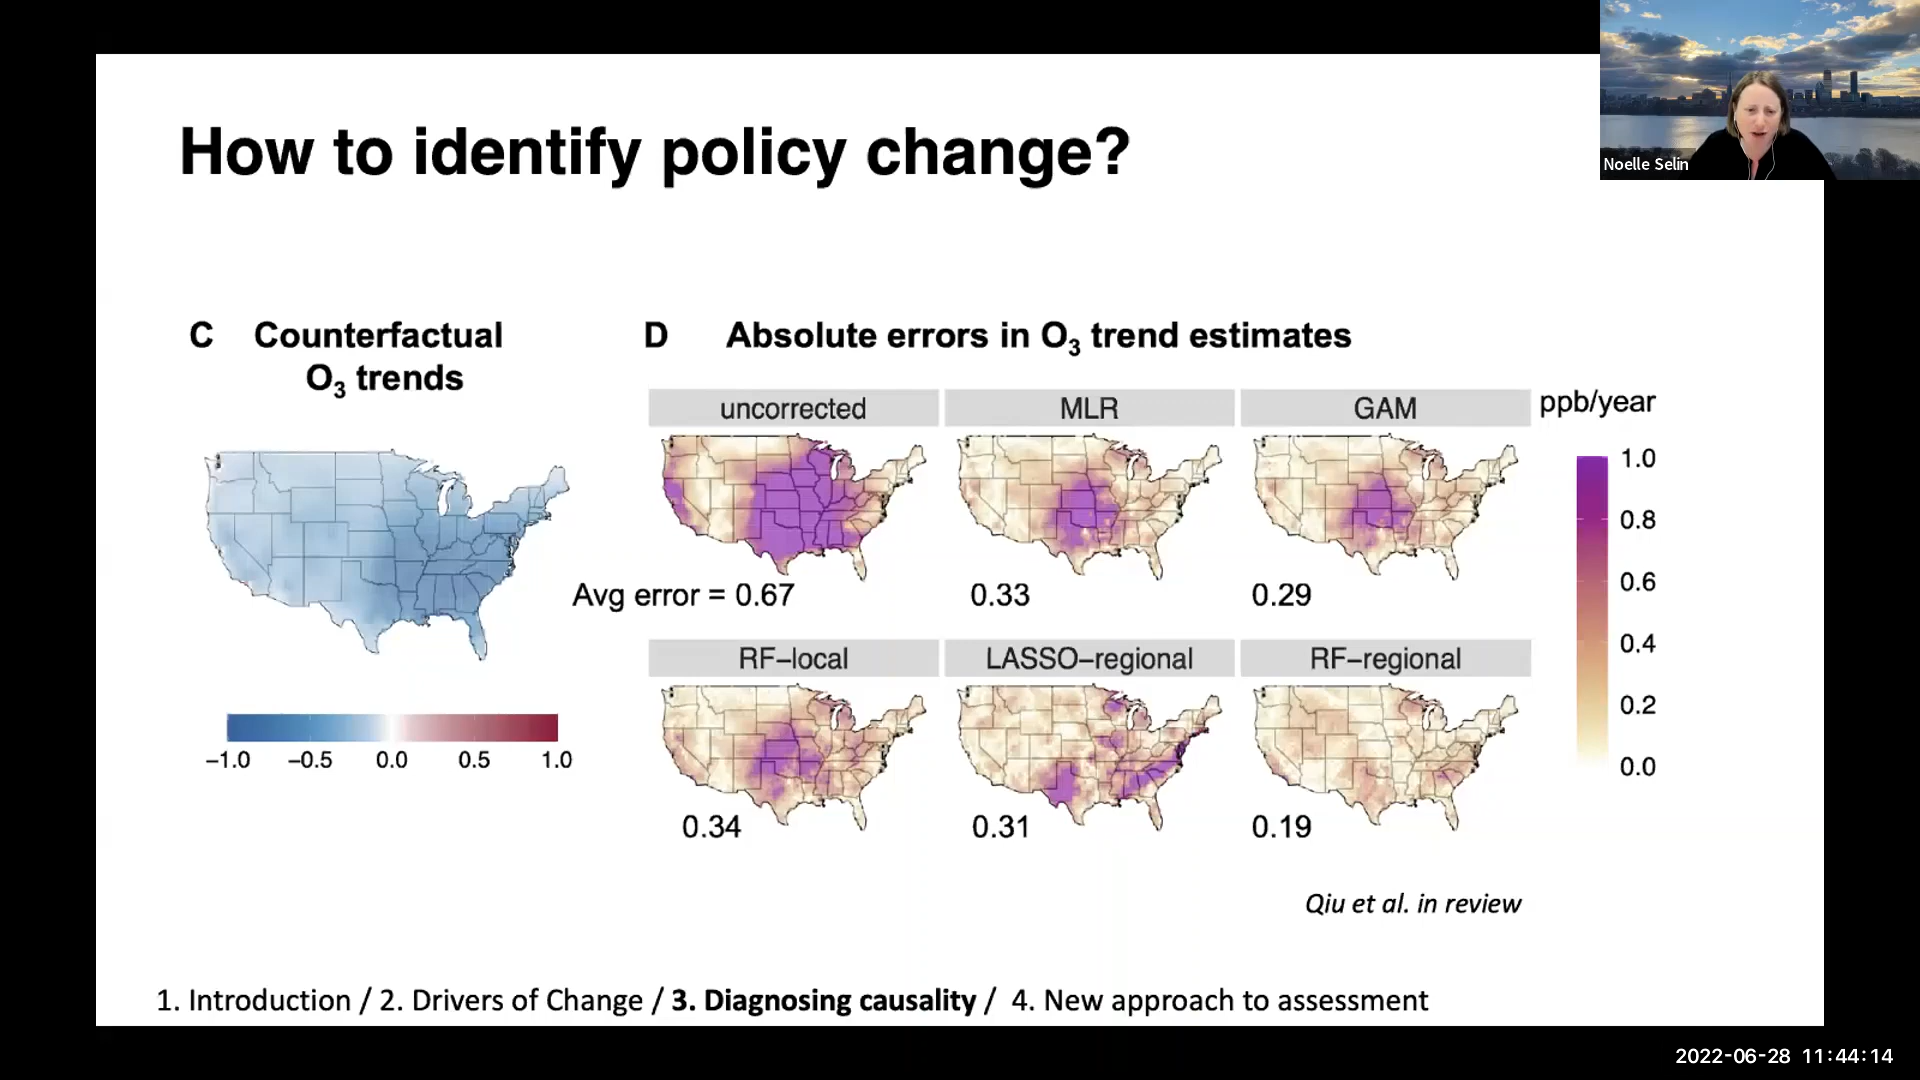 Noelle Selin
How to identify policy change?
C Counterfactual
O₃ trends
−1.0 −0.5 0.0 0.5 1.0
D Absolute errors in O₃ trend estimates
uncorrected MLR GAM
Avg error = 0.67 0.33 0.29
RF−local LASSO−regional RF−regional
0.34 0.31 0.19
ppb/year
1.0
0.8
0.6
0.4
0.2
0.0
Qiu et al. in review
1. Introduction / 2. Drivers of Change / 3. Diagnosing causality / 4. New approach to assessment
2022-06-28 11:44:14